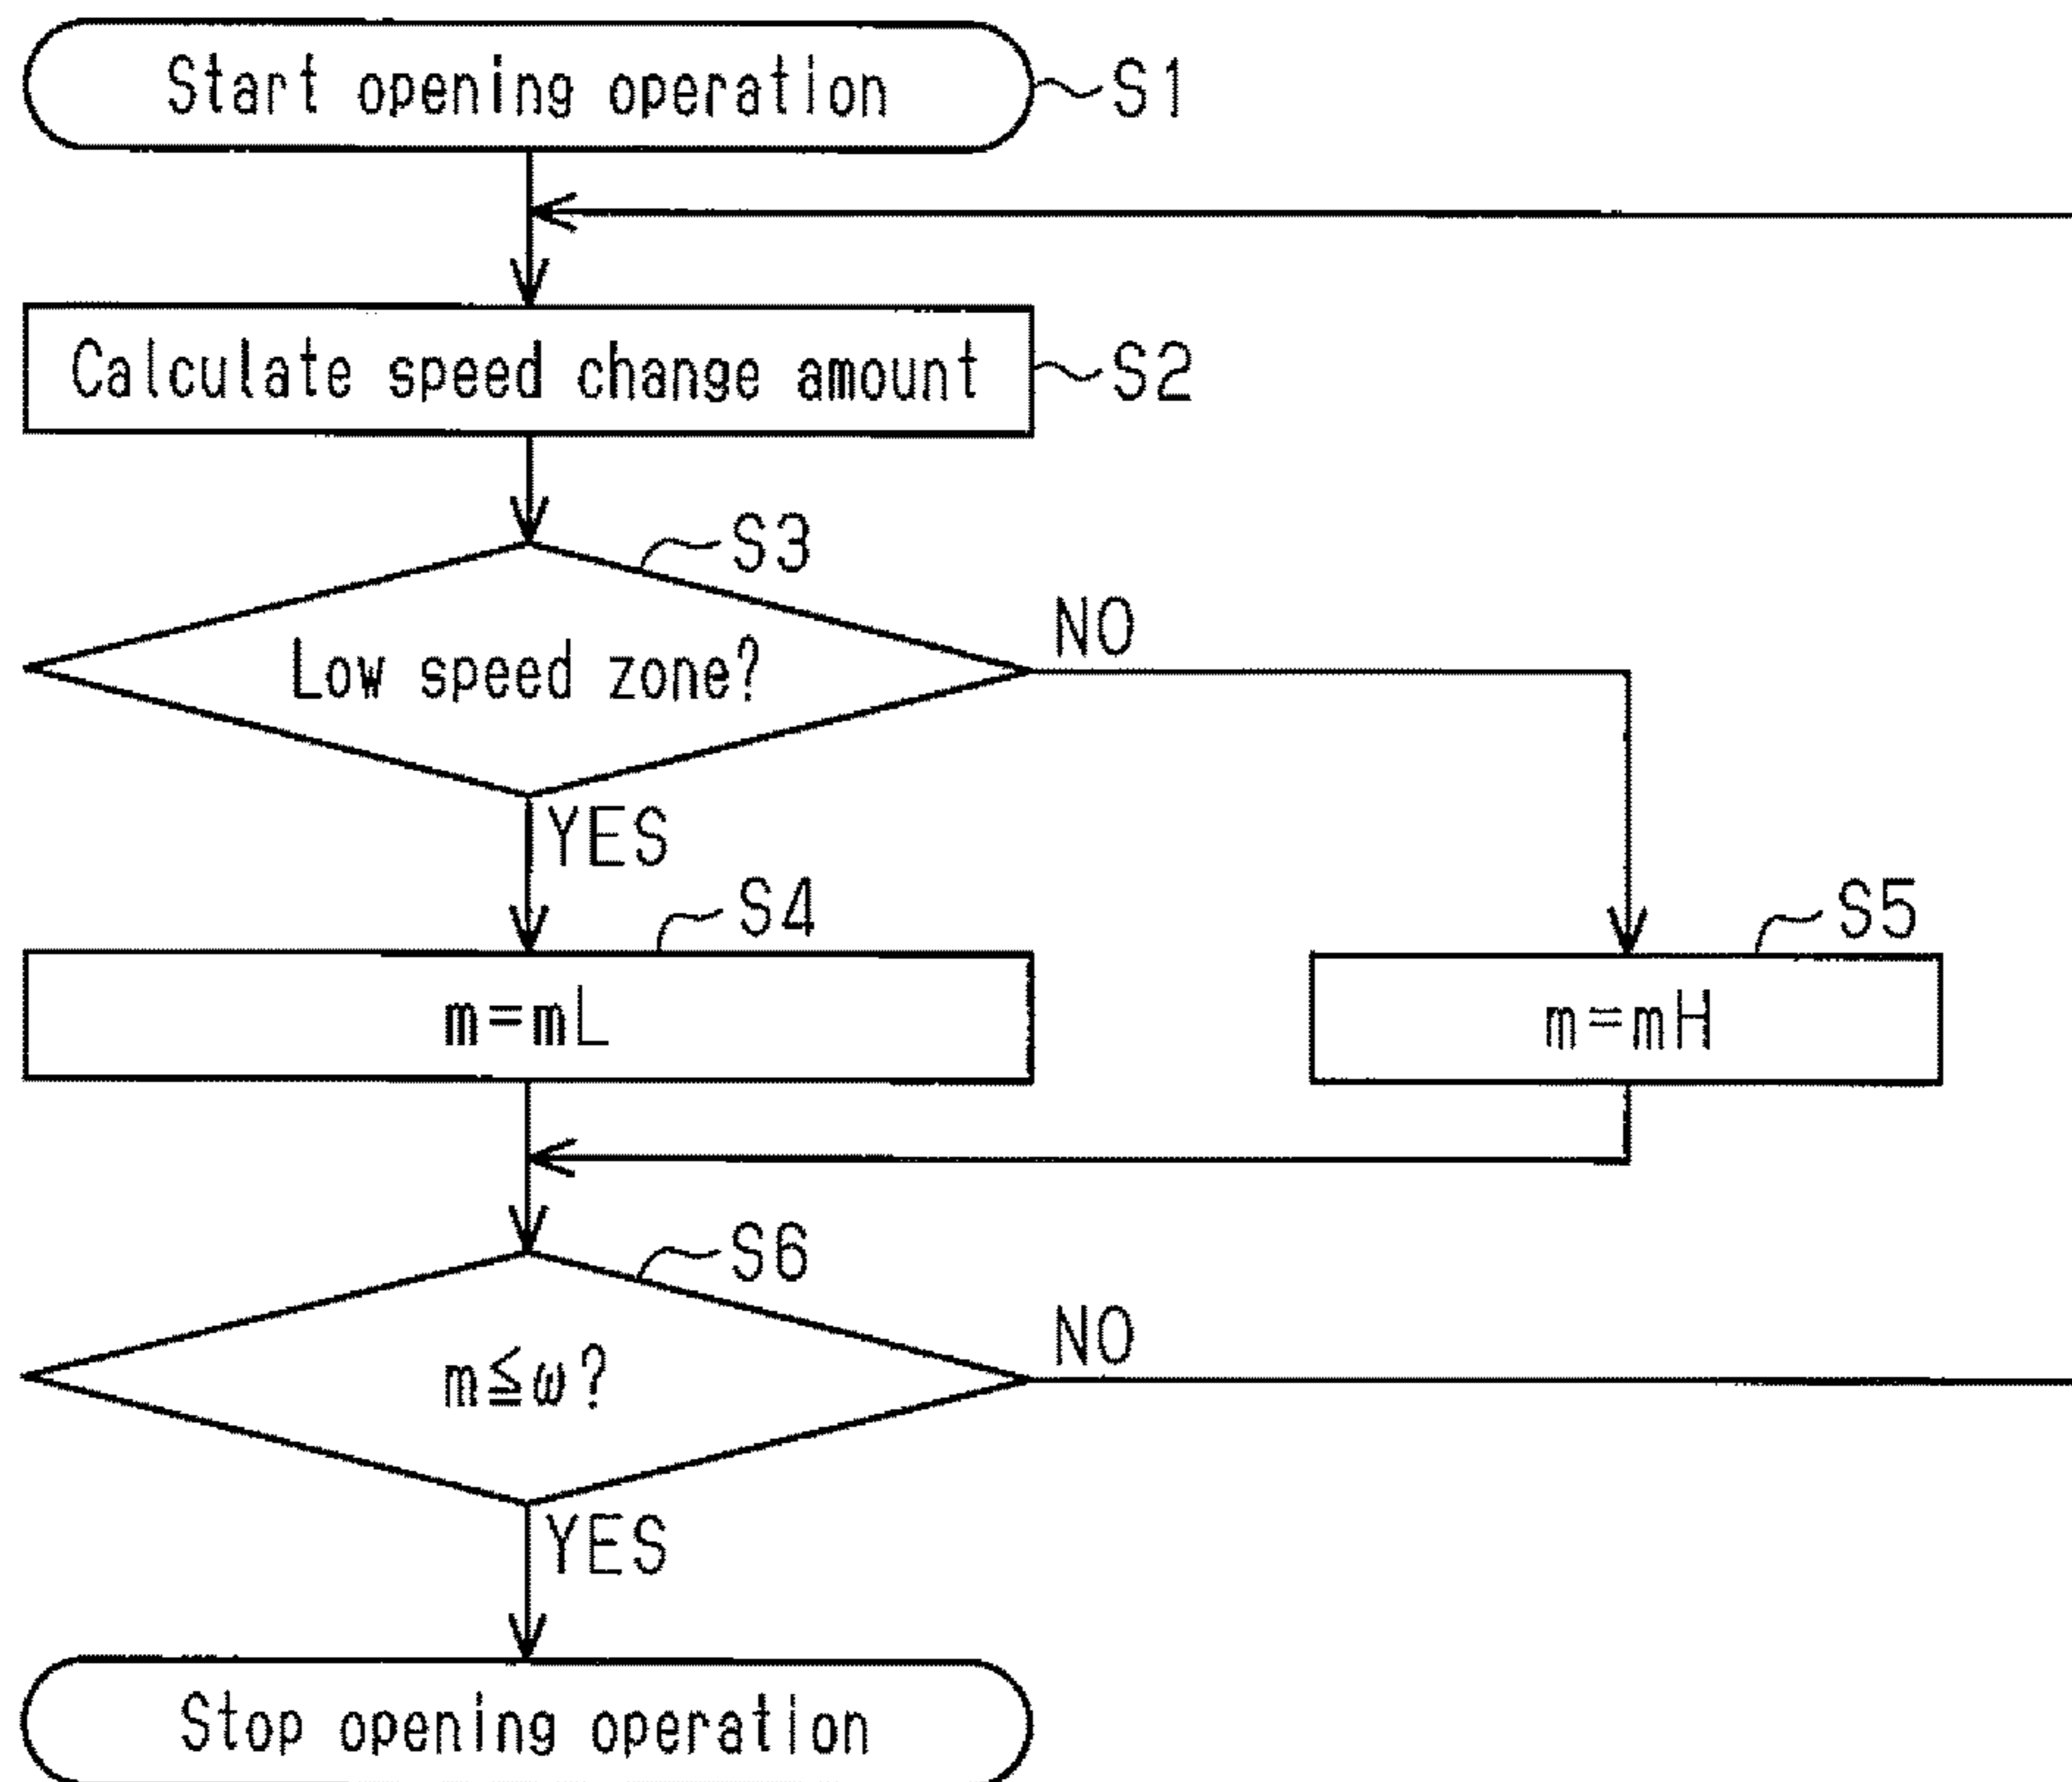 Start opening operation S1
Calculate speed change amount S2
S3
Low speed zone? NO
YES
S4 S5
m=mL m=mH
S6
m≦ω? NO
YES
Stop opening operation